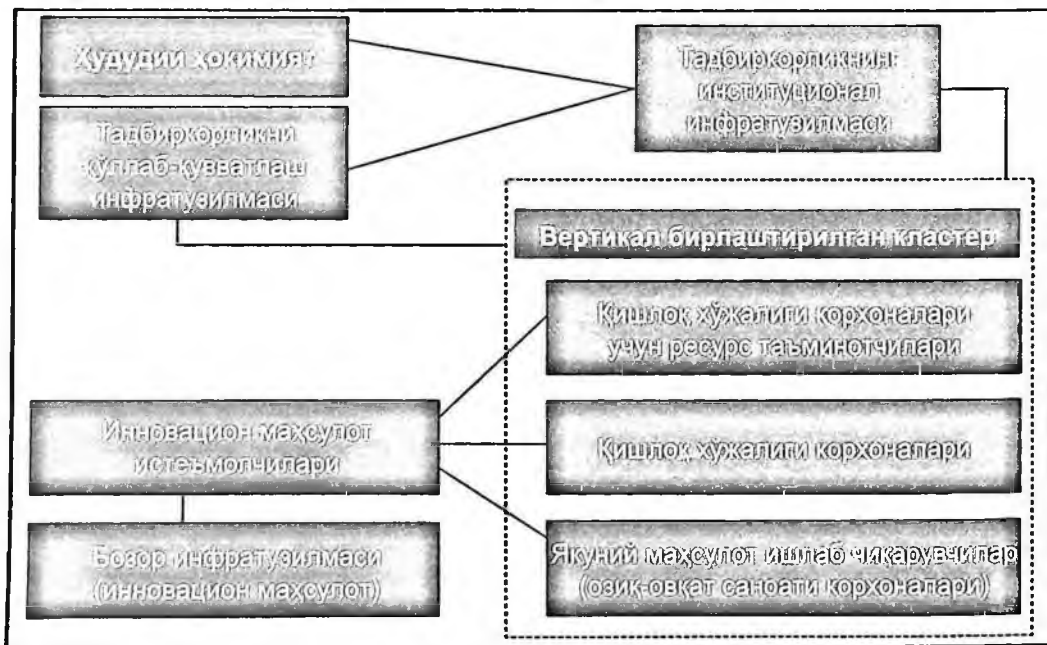 Ҳудудий ҳокимият
Тадбиркорликнинг
институционал
инфратузилмаси
Тадбиркорликни
қўллаб-қувватлаш
инфратузилмаси
Вертикал бирлаштирилган кластер
Қишлоқ хўжалиги корхоналари
учун ресурс таъминотчилари
Инновацион маҳсулот
истеъмолчилари
Қишлоқ хўжалиги корхоналари
Бозор инфратузилмаси
(инновацион маҳсулот)
Якуний маҳсулот ишлаб чиқарувчилар
(озиқ-овқат саноати корхоналари)